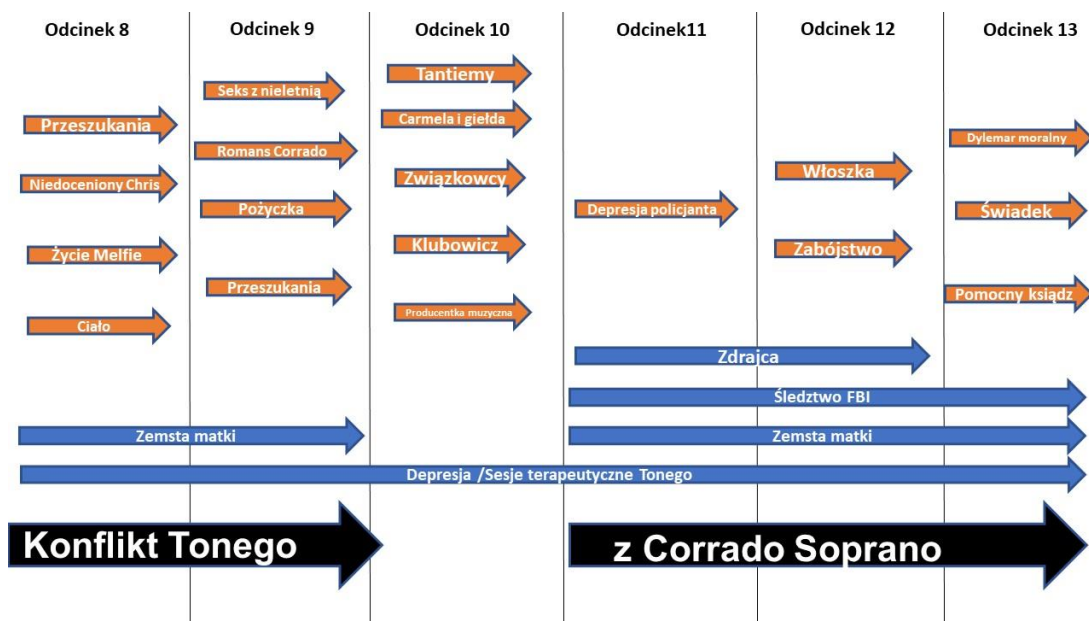 Odcinek 8
Odcinek 9
Odcinek 10
Odcinek11
Odcinek 12
Odcinek 13
Przeszukania
Niedoceniony Chris
Życie Melfie
Ciało
Seks z nieletnią
Romans Corrado
Pożyczka
Przeszukania
Tantiemy
Carmela i giełda
Związkowcy
Klubowicz
Producentka muzyczna
Depresja policjanta
Włoszka
Zabójstwo
Dylemar moralny
Świadek
Pomocny ksiądz
Zdrajca
Śledztwo FBI
Zemsta matki
Zemsta matki
Depresja /Sesje terapeutyczne Tonego
Konflikt Tonego
z Corrado Soprano